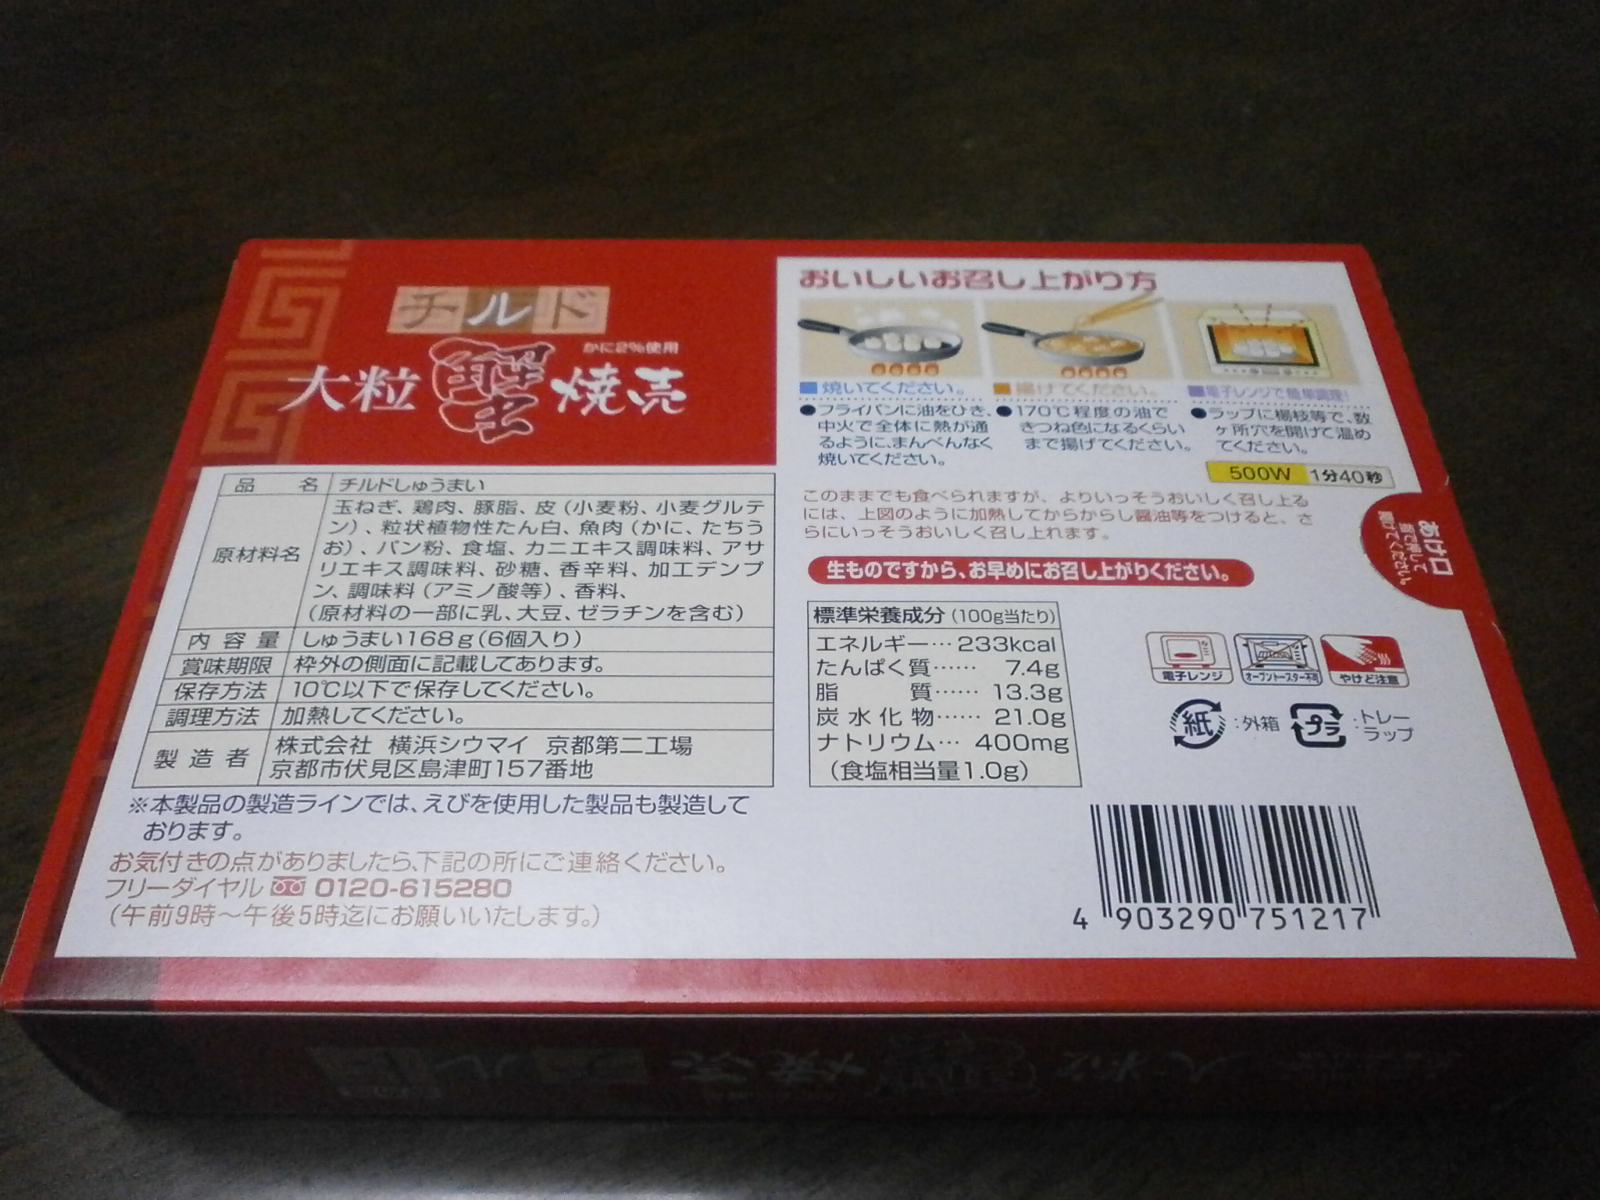 チルド
かに2%使用
大粒 蟹 焼売
品名 チルドしゅうまい
原材料名
玉ねぎ、鶏肉、豚脂、皮（小麦粉、小麦グルテ
ン）、粒状植物性たん白、魚肉（かに、たちう
お）、パン粉、食塩、カニエキス調味料、アサ
リエキス調味料、砂糖、香辛料、加工デンプ
ン、調味料（アミノ酸等）、香料、
（原材料の一部に乳、大豆、ゼラチンを含む）
内容量 しゅうまい168g(6個入り)
賞味期限 枠外の側面に記載してあります。
保存方法 10℃以下で保存してください。
調理方法 加熱してください。
製造者
株式会社 横浜シウマイ 京都第二工場
京都市伏見区島津町157番地
※本製品の製造ラインでは、えびを使用した製品も製造して
おります。
お気付きの点がありましたら、下記の所にご連絡ください。
フリーダイヤル 0120-615280
（午前9時～午後5時迄にお願いいたします。）
おいしいお召し上がり方
焼いてください。
●フライパンに油をひき、
中火で全体に熱が通
るように、まんべんなく
焼いてください。
揚げてください。
●170℃程度の油で
きつね色になるくらい
まで揚げてください。
電子レンジで簡単調理!
●ラップに楊枝等で、数
ヶ所穴を開けて温め
てください。
500W 1分40秒
このままでも食べられますが、よりいっそうおいしく召し上る
には、上図のように加熱してからからし醤油等をつけると、さ
らにいっそうおいしく召し上れます。
生ものですから、お早めにお召し上がりください。
あけ口
標準栄養成分(100g当たり)
エネルギー…233kcal
たんぱく質…… 7.4g
脂質…… 13.3g
炭水化物…… 21.0g
ナトリウム… 400mg
（食塩相当量1.0g）
電子レンジ
オーブントースター不可
やけど注意
紙 :外箱
プラ :トレー
ラップ
4 903290 751217